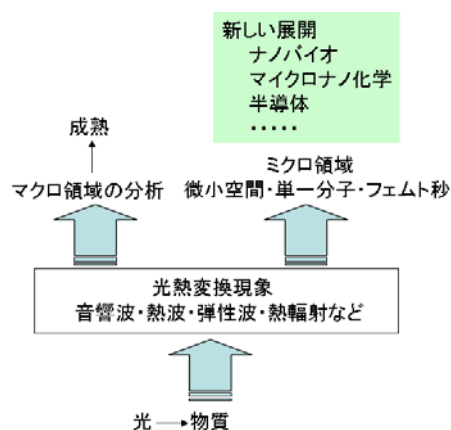 新しい展開
ナノバイオ
マイクロナノ化学
半導体
・・・・・
成熟
マクロ領域の分析
ミクロ領域
微小空間・単一分子・フェムト秒
光熱変換現象
音響波・熱波・弾性波・熱輻射など
光→物質